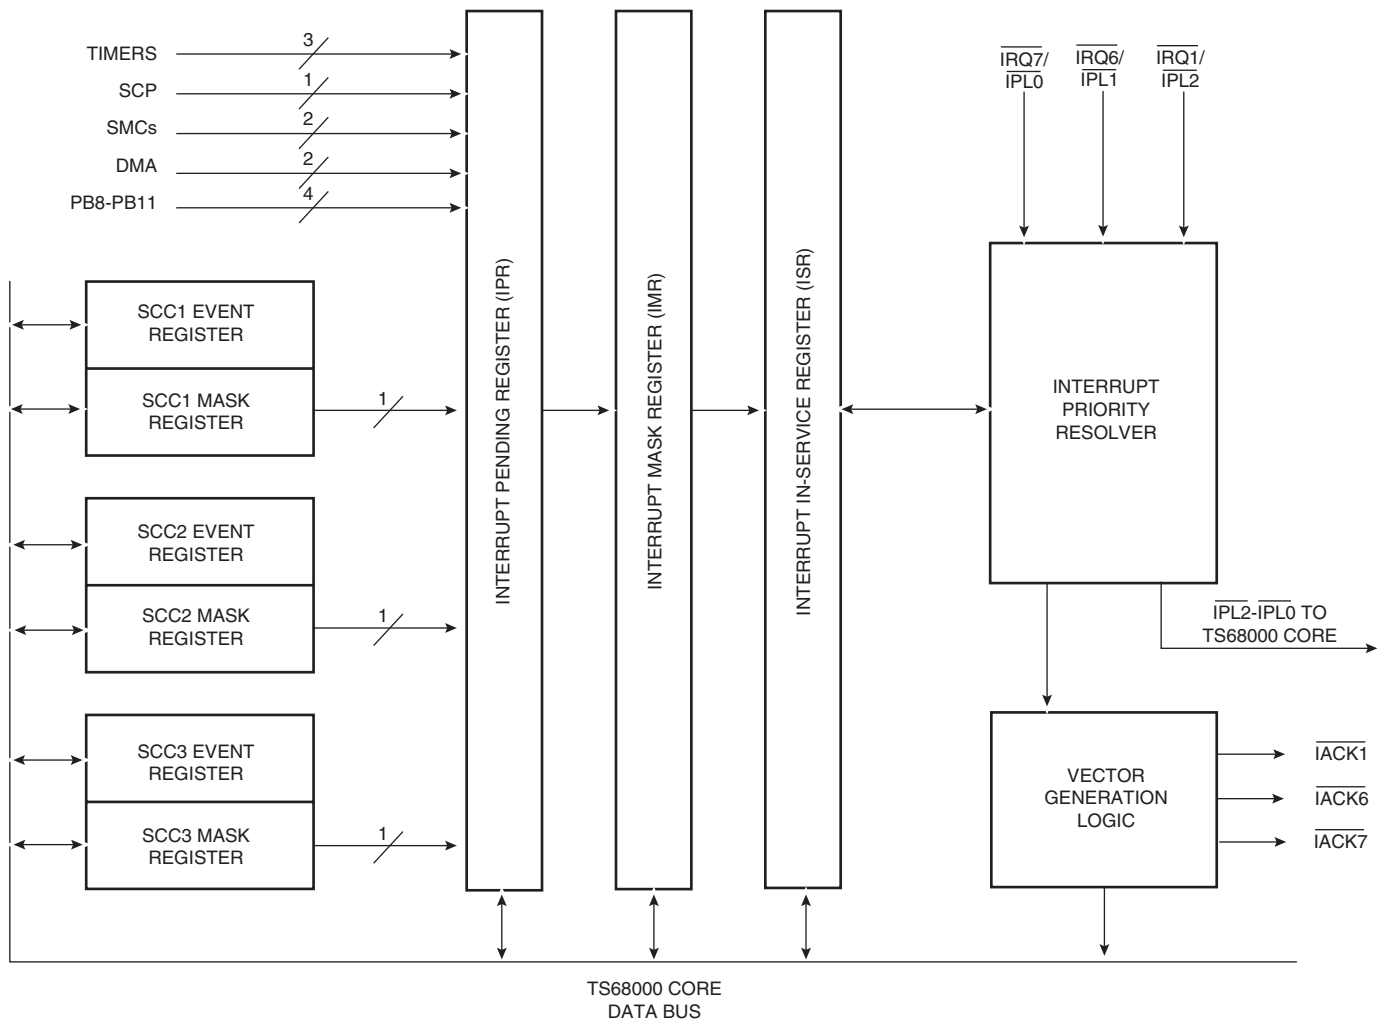 TIMERS
3
SCP
1
SMCs
2
DMA
2
PB8-PB11
4
IRQ7/
IPL0
IRQ6/
IPL1
IRQ1/
IPL2
SCC1 EVENT
REGISTER
SCC1 MASK
REGISTER
1
SCC2 EVENT
REGISTER
SCC2 MASK
REGISTER
1
SCC3 EVENT
REGISTER
SCC3 MASK
REGISTER
1
INTERRUPT PENDING REGISTER (IPR)
INTERRUPT MASK REGISTER (IMR)
INTERRUPT IN-SERVICE REGISTER (ISR)
INTERRUPT
PRIORITY
RESOLVER
IPL2-IPL0 TO
TS68000 CORE
VECTOR
GENERATION
LOGIC
IACK1
IACK6
IACK7
TS68000 CORE
DATA BUS